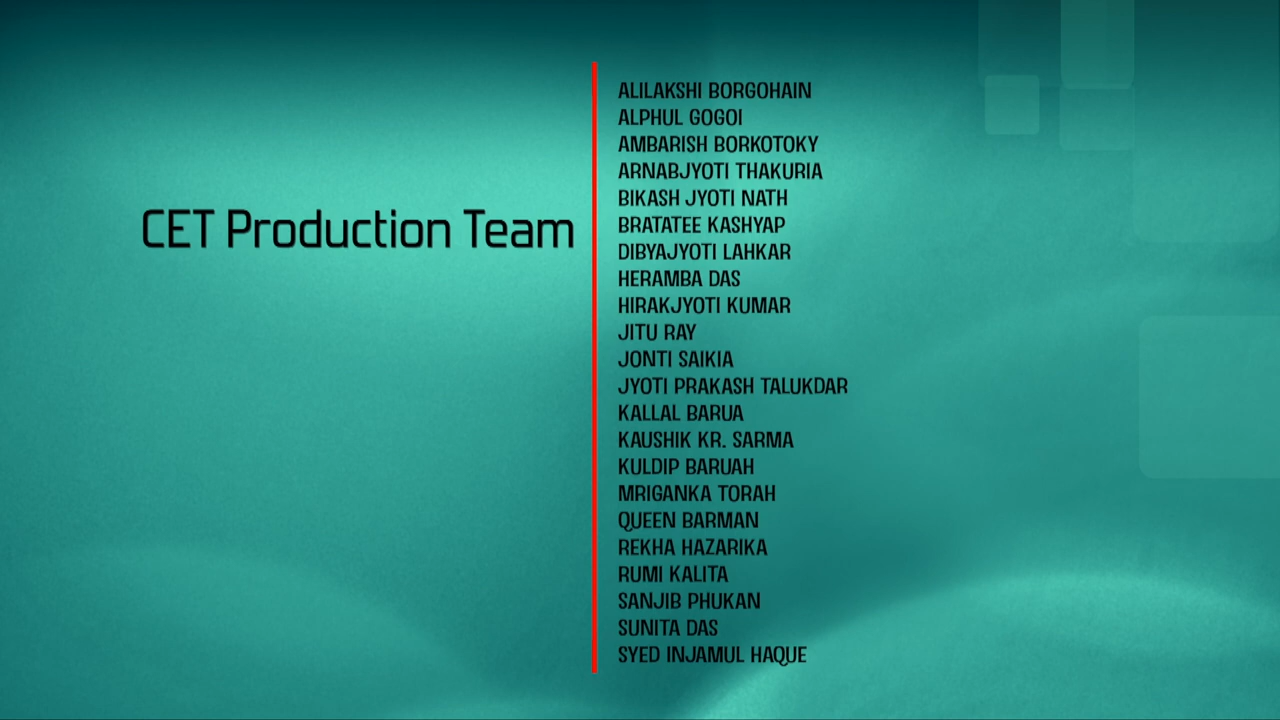 CET Production Team
ALILAKSHI BORGOHAIN
ALPHUL GOGOI
AMBARISH BORKOTOKY
ARNABJYOTI THAKURIA
BIKASH JYOTI NATH
BRATATEE KASHYAP
DIBYAJYOTI LAHKAR
HERAMBA DAS
HIRAKJYOTI KUMAR
JITU RAY
JONTI SAIKIA
JYOTI PRAKASH TALUKDAR
KALLAL BARUA
KAUSHIK KR. SARMA
KULDIP BARUAH
MRIGANKA TORAH
QUEEN BARMAN
REKHA HAZARIKA
RUMI KALITA
SANJIB PHUKAN
SUNITA DAS
SYED INJAMUL HAQUE